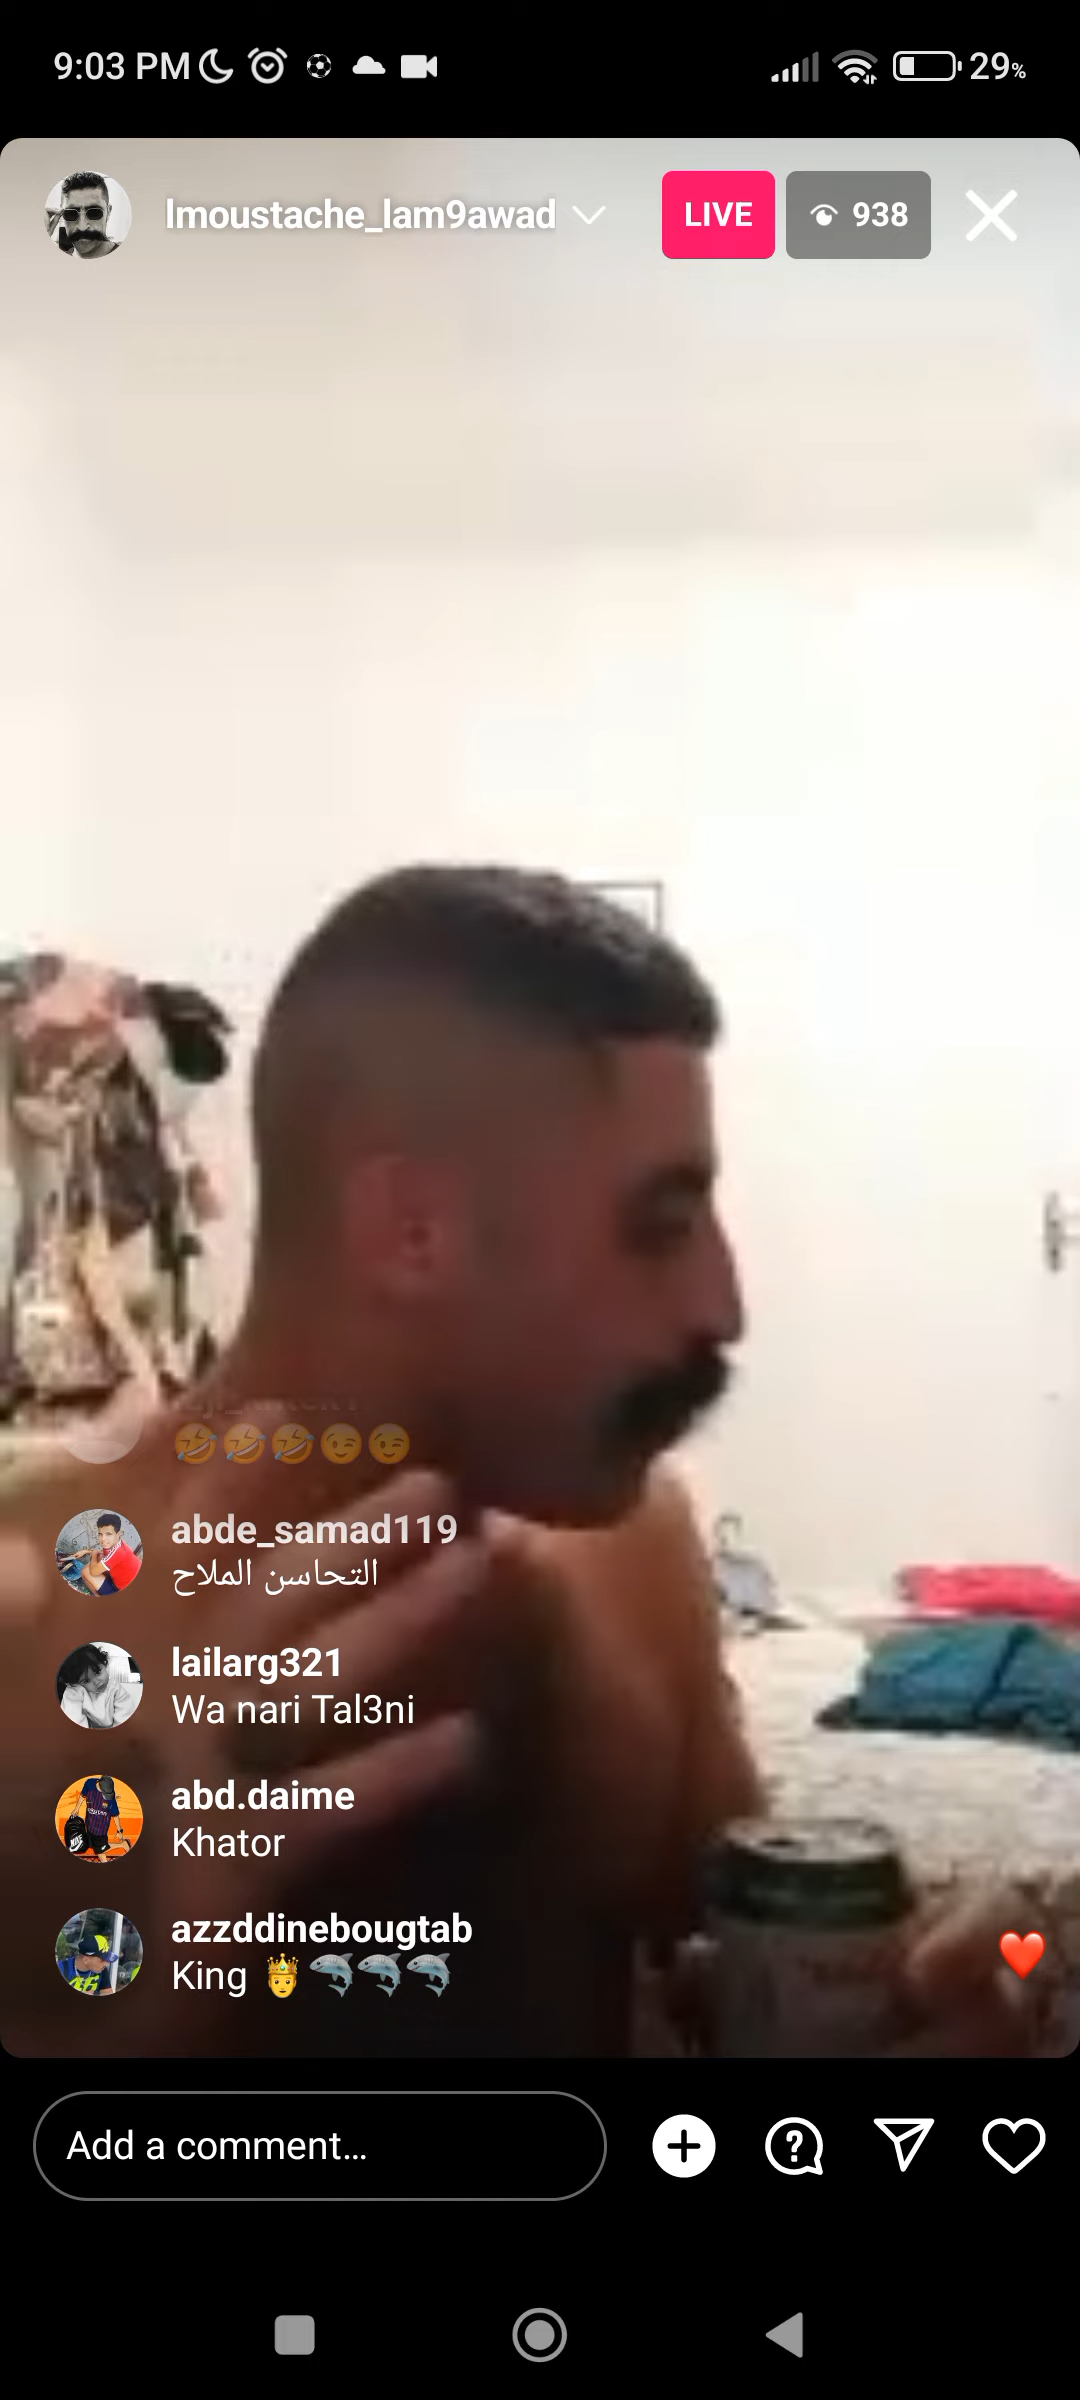 9:03 PM
29%
lmoustache_lam9awad
LIVE
938
🤣🤣🤣😉😉
abde_samad119
التحاسن الملاح
lailarg321
Wa nari Tal3ni
abd.daime
Khator
azzddinebougtab
King 🤴🦈🦈🦈
Add a comment...